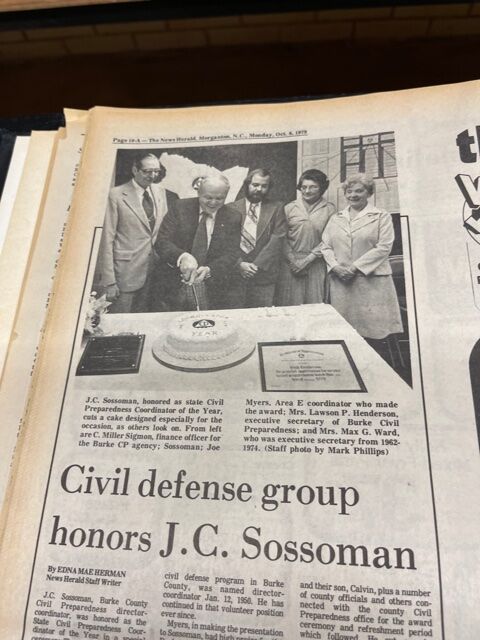 Page 10-A — The News Herald, Morganton, N.C., Monday, Oct. 8, 1979
YEAR
J.C. Sossoman, honored as state Civil
Preparedness Coordinator of the Year,
cuts a cake designed especially for the
occasion, as others look on. From left
are C. Miller Sigmon, finance officer for
the Burke CP agency; Sossoman; Joe
Myers, Area E coordinator who made
the award; Mrs. Lawson P. Henderson,
executive secretary of Burke Civil
Preparedness; and Mrs. Max G. Ward,
who was executive secretary from 1962-
1974. (Staff photo by Mark Phillips)
Civil defense group
honors J.C. Sossoman
By EDNA MAE HERMAN
News Herald Staff Writer
J.C. Sossoman, Burke County
Civil Preparedness director-
coordinator, was honored as the
State Civil Preparedness Coor-
dinator of the Year in a special
civil defense program in Burke
County, was named director-
coordinator Jan. 12, 1950. He has
continued in that volunteer position
ever since.
Myers, in making the presentation
to Sossoman, had high
and their son, Calvin, plus a number
of county officials and others con-
nected with the county Civil
Preparedness office for the award
ceremony and refreshment period
which followed. He